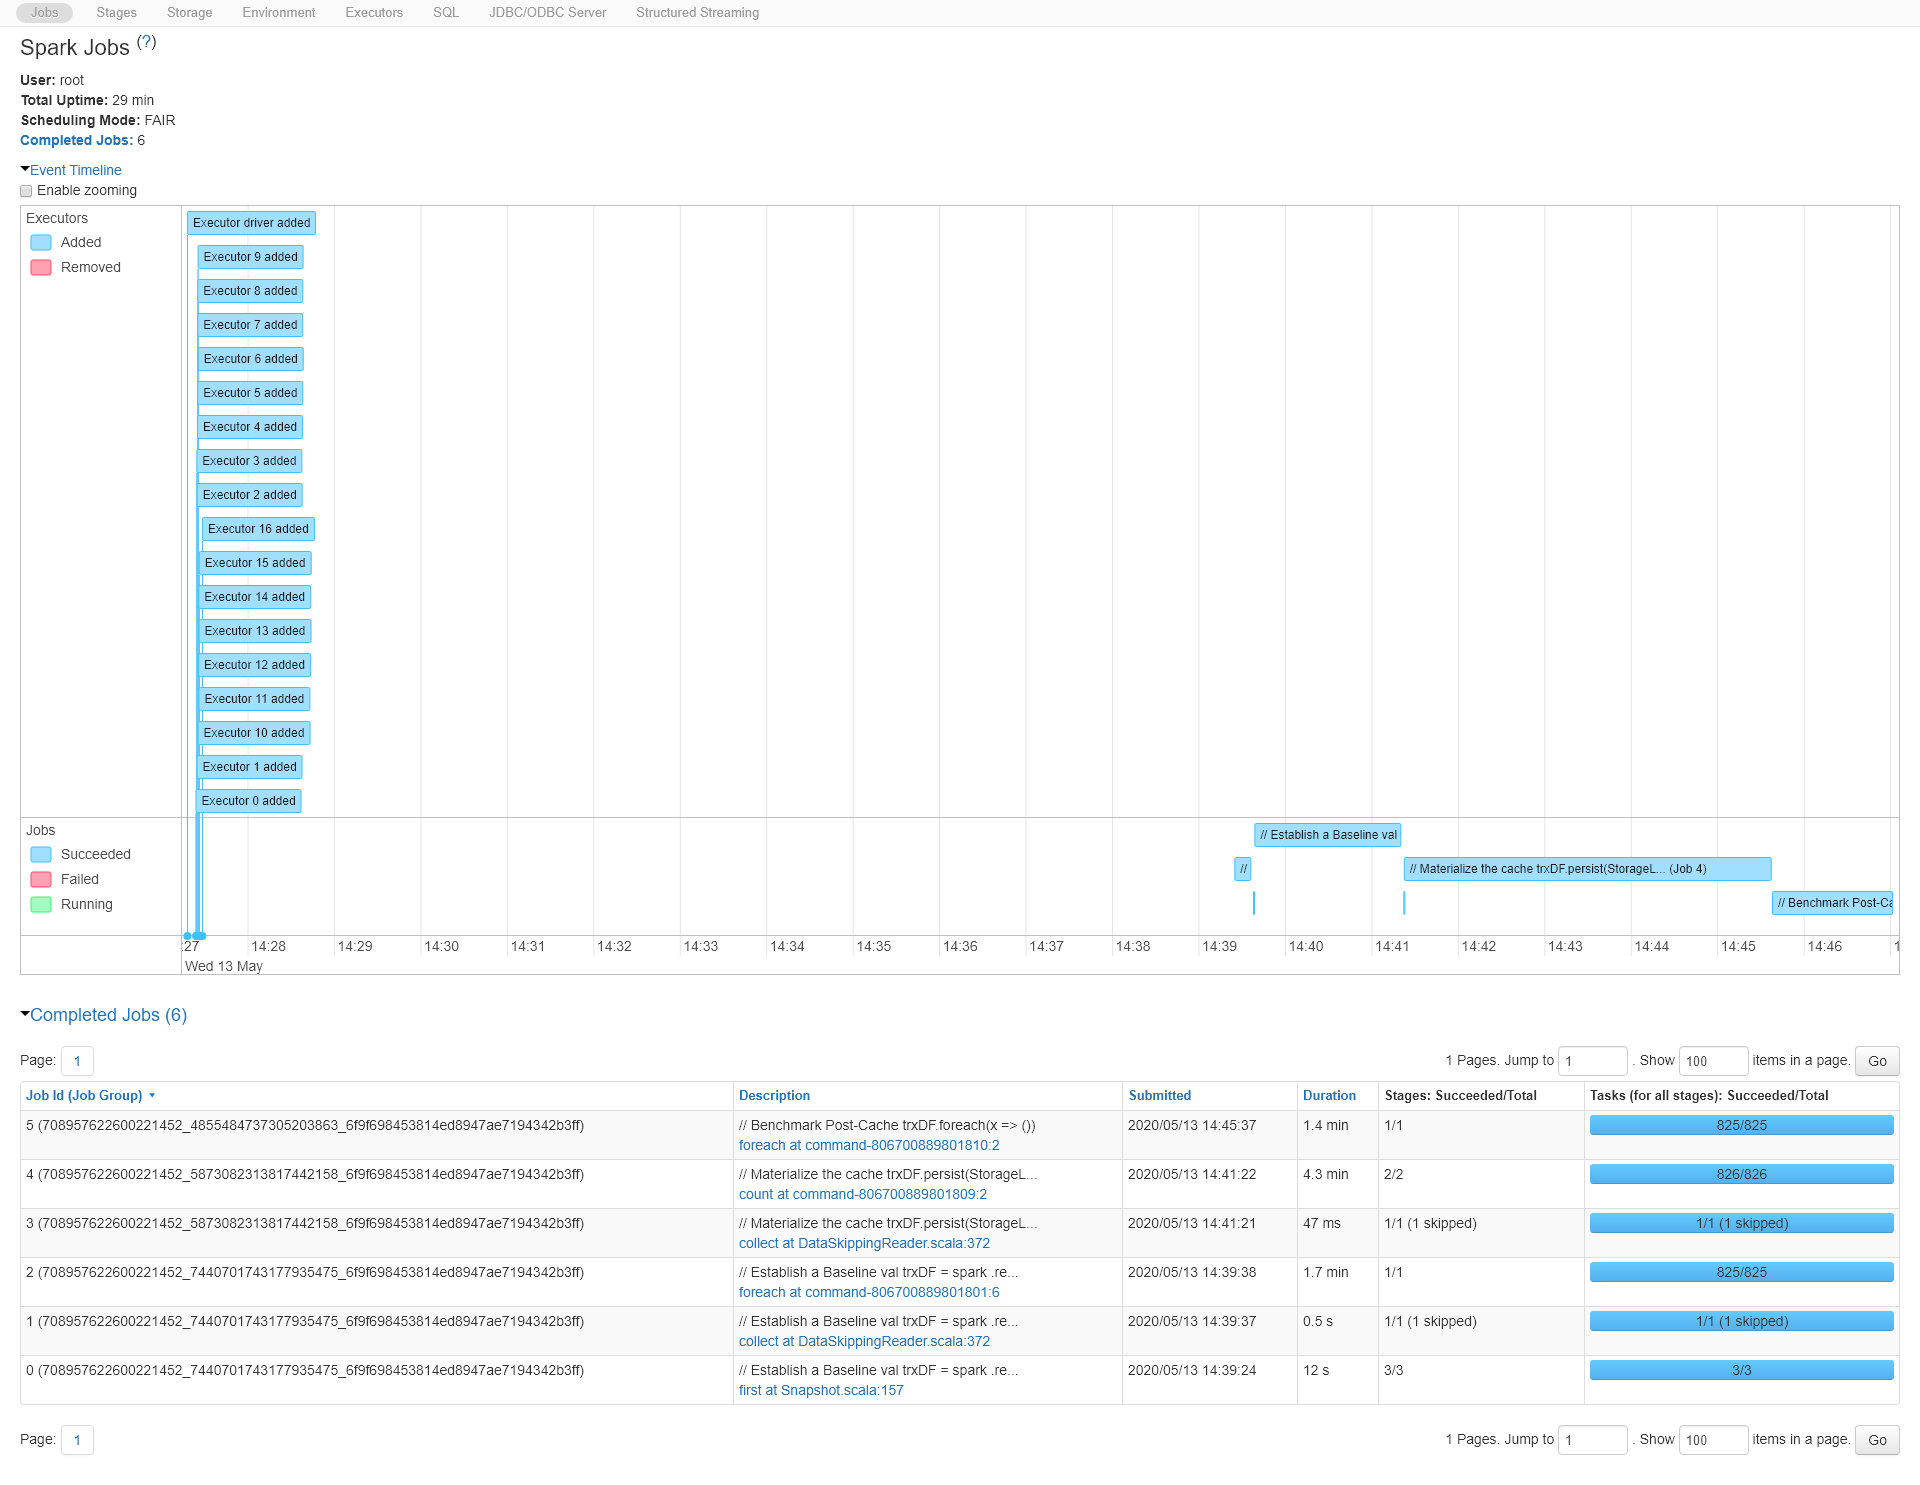 Jobs Stages Storage Environment Executors SQL JDBC/ODBC Server Structured Streaming
Spark Jobs (?)
User: root
Total Uptime: 29 min
Scheduling Mode: FAIR
Completed Jobs: 6
Event Timeline
Enable zooming
Executors
Added
Removed
Executor driver added
Executor 9 added
Executor 8 added
Executor 7 added
Executor 6 added
Executor 5 added
Executor 4 added
Executor 3 added
Executor 2 added
Executor 16 added
Executor 15 added
Executor 14 added
Executor 13 added
Executor 12 added
Executor 11 added
Executor 10 added
Executor 1 added
Executor 0 added
Jobs
Succeeded
Failed
Running
// Establish a Baseline val
//
// Materialize the cache trxDF.persist(StorageL... (Job 4)
// Benchmark Post-Ca
:27 14:28 14:29 14:30 14:31 14:32 14:33 14:34 14:35 14:36 14:37 14:38 14:39 14:40 14:41 14:42 14:43 14:44 14:45 14:46 1
Wed 13 May
Completed Jobs (6)
Page: 1 1 Pages. Jump to 1 . Show 100 items in a page. Go
Job Id (Job Group) Description Submitted Duration Stages: Succeeded/Total Tasks (for all stages): Succeeded/Total
5 (708957622600221452_4855484737305203863_6f9f698453814ed8947ae7194342b3ff) // Benchmark Post-Cache trxDF.foreach(x => ()) 2020/05/13 14:45:37 1.4 min 1/1 825/825
foreach at command-806700889801810:2
4 (708957622600221452_5873082313817442158_6f9f698453814ed8947ae7194342b3ff) // Materialize the cache trxDF.persist(StorageL... 2020/05/13 14:41:22 4.3 min 2/2 826/826
count at command-806700889801809:2
3 (708957622600221452_5873082313817442158_6f9f698453814ed8947ae7194342b3ff) // Materialize the cache trxDF.persist(StorageL... 2020/05/13 14:41:21 47 ms 1/1 (1 skipped) 1/1 (1 skipped)
collect at DataSkippingReader.scala:372
2 (708957622600221452_7440701743177935475_6f9f698453814ed8947ae7194342b3ff) // Establish a Baseline val trxDF = spark .re... 2020/05/13 14:39:38 1.7 min 1/1 825/825
foreach at command-806700889801801:6
1 (708957622600221452_7440701743177935475_6f9f698453814ed8947ae7194342b3ff) // Establish a Baseline val trxDF = spark .re... 2020/05/13 14:39:37 0.5 s 1/1 (1 skipped) 1/1 (1 skipped)
collect at DataSkippingReader.scala:372
0 (708957622600221452_7440701743177935475_6f9f698453814ed8947ae7194342b3ff) // Establish a Baseline val trxDF = spark .re... 2020/05/13 14:39:24 12 s 3/3 3/3
first at Snapshot.scala:157
Page: 1 1 Pages. Jump to 1 . Show 100 items in a page. Go